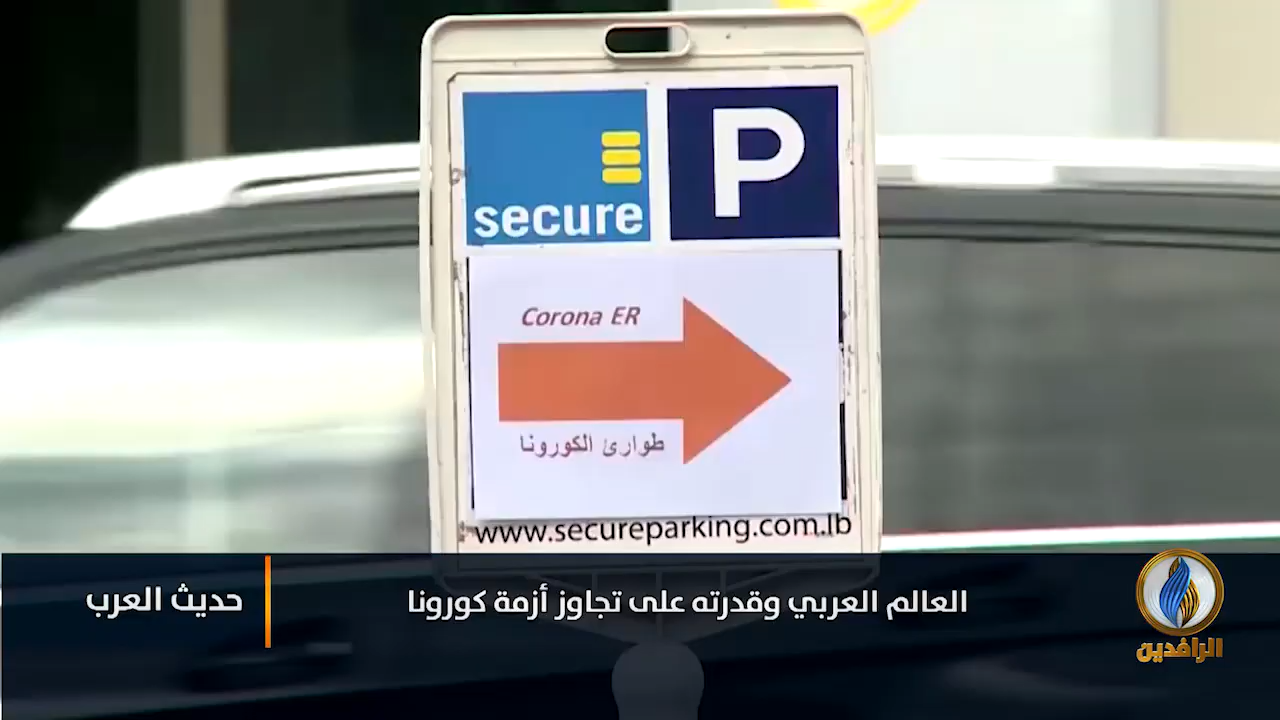 secure
P
Corona ER
طوارئ الكورونا
www.secureparking.com.lb
العالم العربي وقدرته على تجاوز أزمة كورونا
حديث العرب
الرافدين